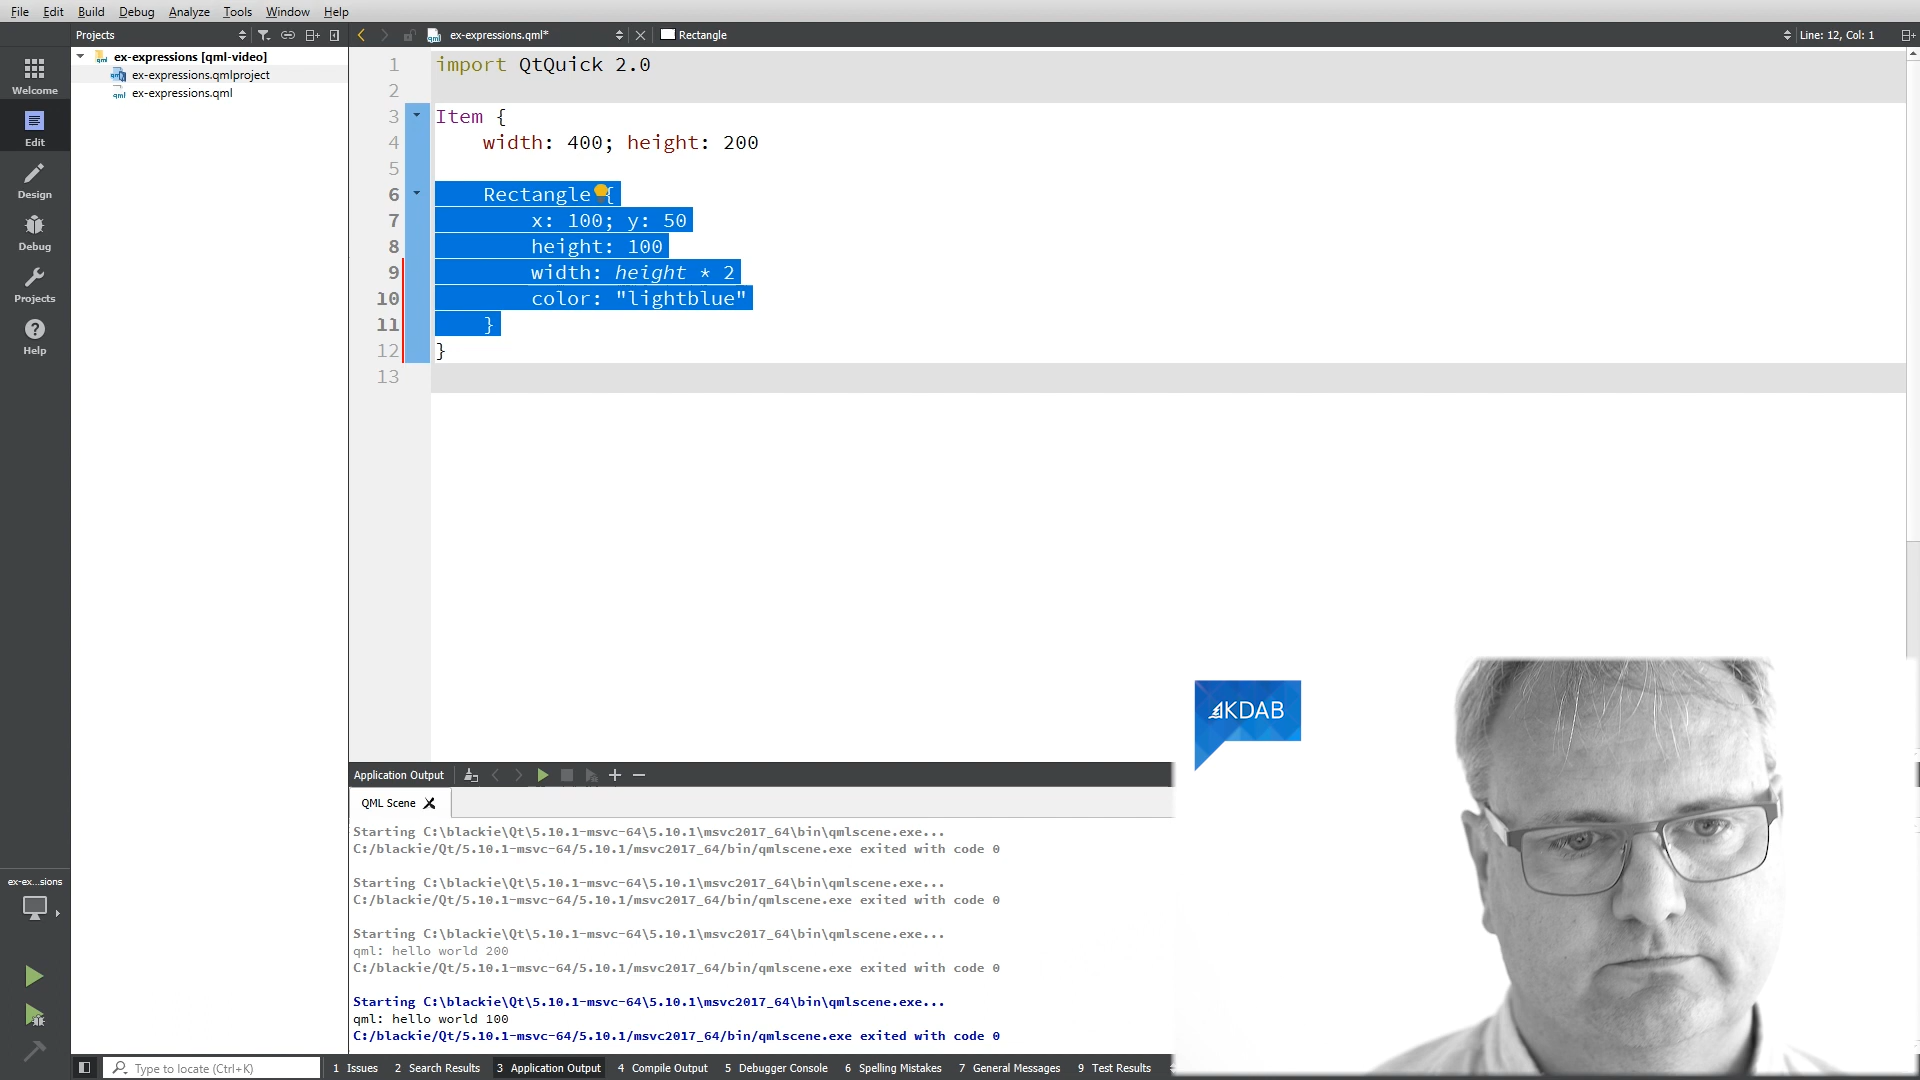 File Edit Build Debug Analyze Tools Window Help
Projects
ex-expressions.qml*
Rectangle
Line: 12, Col: 1
ex-expressions [qml-video]
ex-expressions.qmlproject
ex-expressions.qml
Welcome
Edit
Design
Debug
Projects
Help
1 import QtQuick 2.0
2
3 Item {
4 width: 400; height: 200
5
6 Rectangle {
7 x: 100; y: 50
8 height: 100
9 width: height * 2
10 color: "lightblue"
11 }
12 }
13
KDAB
Application Output
QML Scene
Starting C:\blackie\Qt\5.10.1-msvc-64\5.10.1\msvc2017_64\bin\qmlscene.exe...
C:/blackie/Qt/5.10.1-msvc-64/5.10.1/msvc2017_64/bin/qmlscene.exe exited with code 0
Starting C:\blackie\Qt\5.10.1-msvc-64\5.10.1\msvc2017_64\bin\qmlscene.exe...
C:/blackie/Qt/5.10.1-msvc-64/5.10.1/msvc2017_64/bin/qmlscene.exe exited with code 0
Starting C:\blackie\Qt\5.10.1-msvc-64\5.10.1\msvc2017_64\bin\qmlscene.exe...
qml: hello world 200
C:/blackie/Qt/5.10.1-msvc-64/5.10.1/msvc2017_64/bin/qmlscene.exe exited with code 0
Starting C:\blackie\Qt\5.10.1-msvc-64\5.10.1\msvc2017_64\bin\qmlscene.exe...
qml: hello world 100
C:/blackie/Qt/5.10.1-msvc-64/5.10.1/msvc2017_64/bin/qmlscene.exe exited with code 0
ex-ex...sions
Type to locate (Ctrl+K)
1 Issues 2 Search Results 3 Application Output 4 Compile Output 5 Debugger Console 6 Spelling Mistakes 7 General Messages 9 Test Results